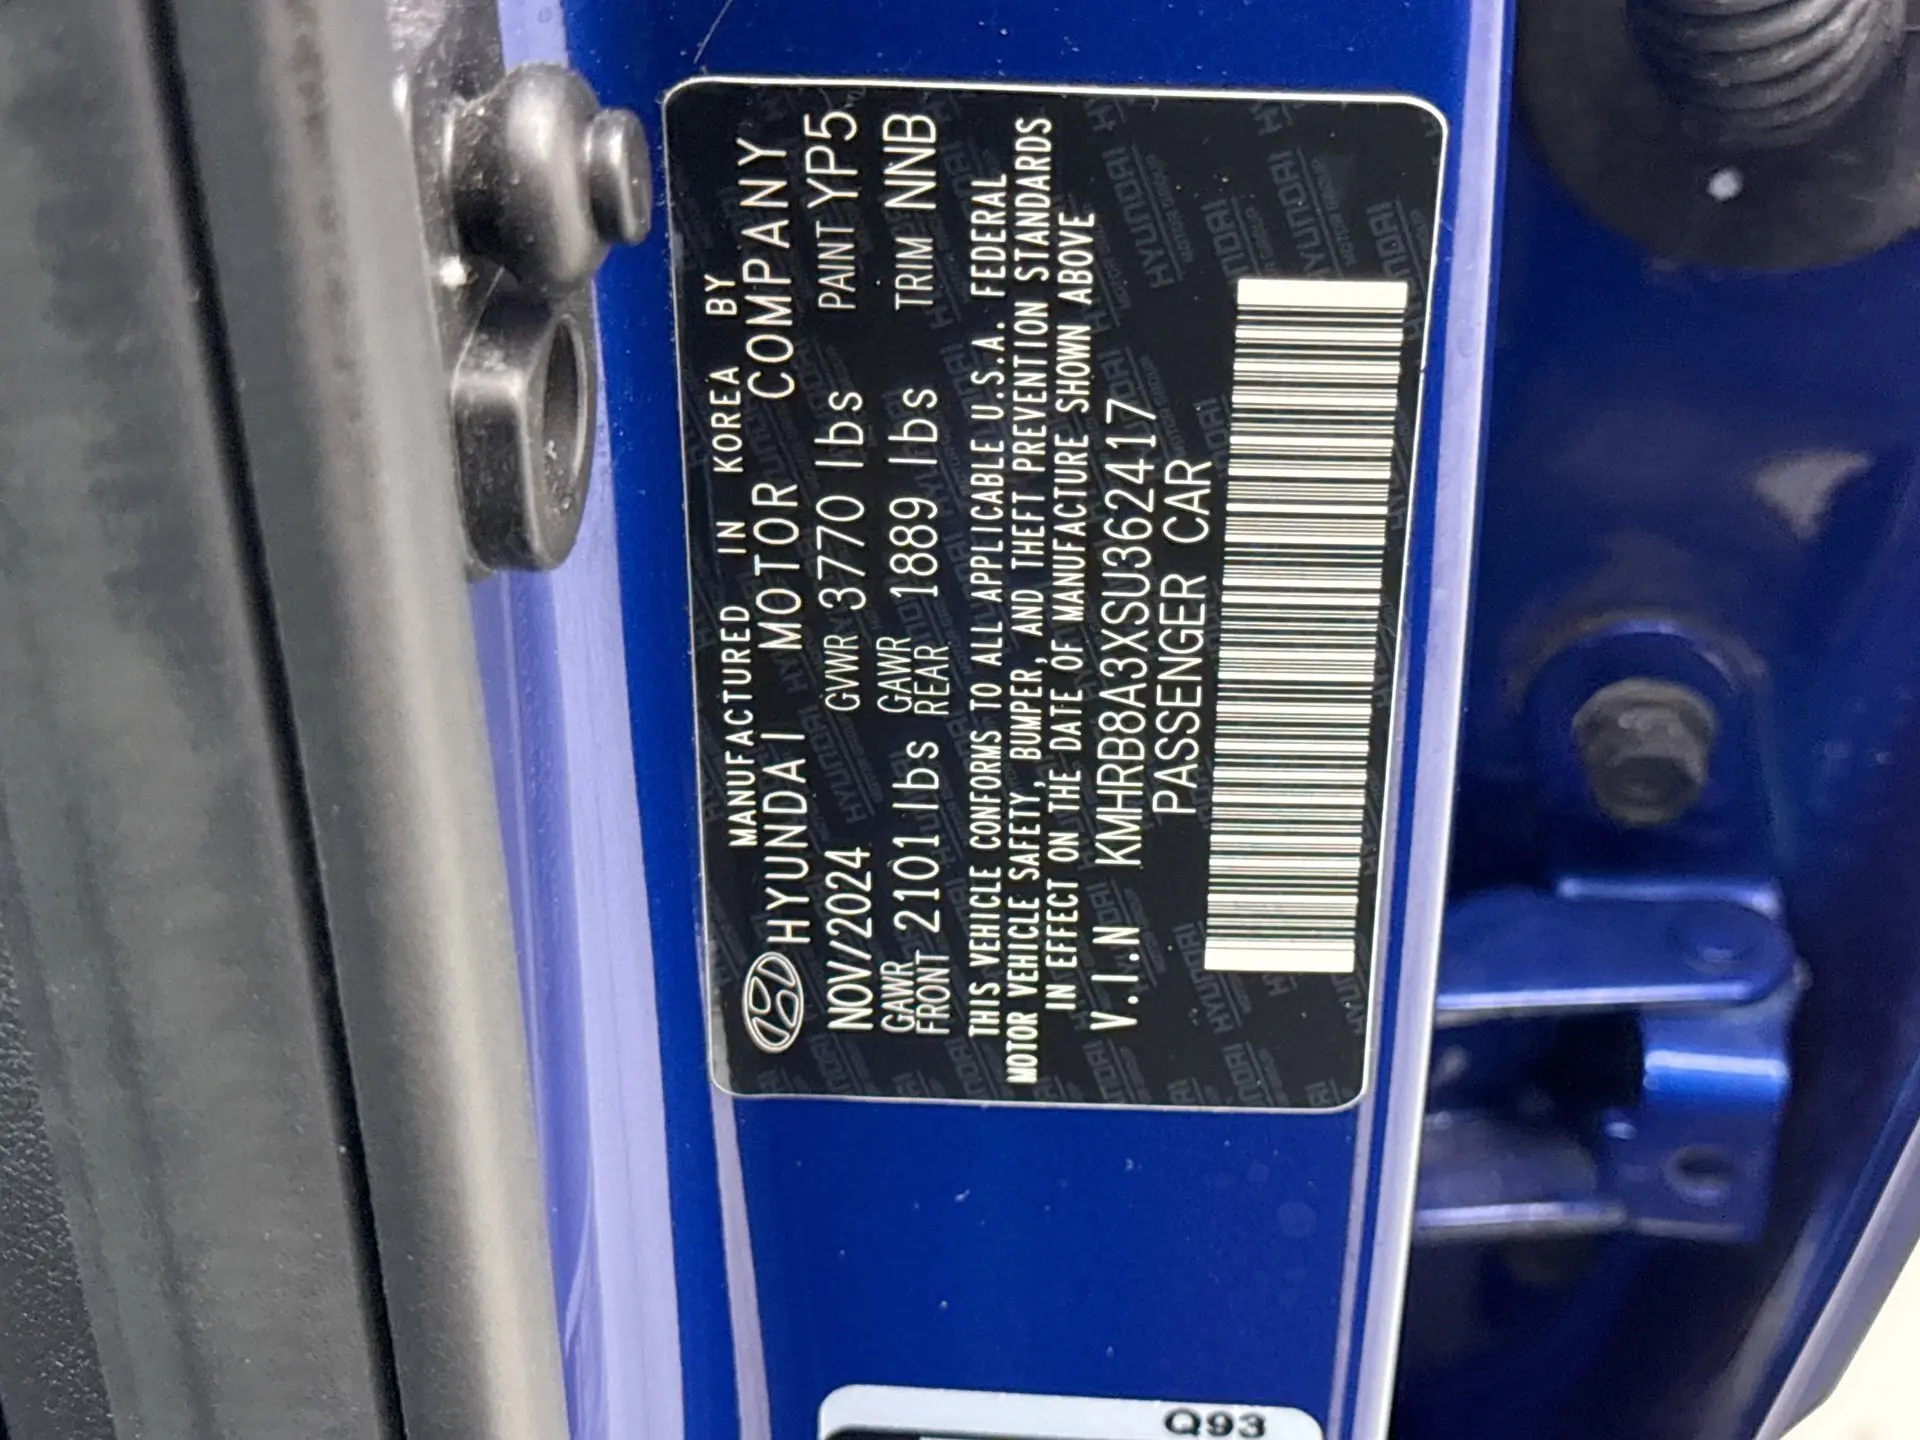 MANUFACTURED IN KOREA BY
HYUNDAI MOTOR COMPANY
NOV/2024 GVWR 3770 lbs PAINT YP5
GAWR FRONT 2101 lbs GAWR REAR 1889 lbs TRIM NNB
THIS VEHICLE CONFORMS TO ALL APPLICABLE U.S.A. FEDERAL
MOTOR VEHICLE SAFETY, BUMPER, AND THEFT PREVENTION STANDARDS
IN EFFECT ON THE DATE OF MANUFACTURE SHOWN ABOVE
V.I.N KMHRB8A3XSU362417
PASSENGER CAR
Q93